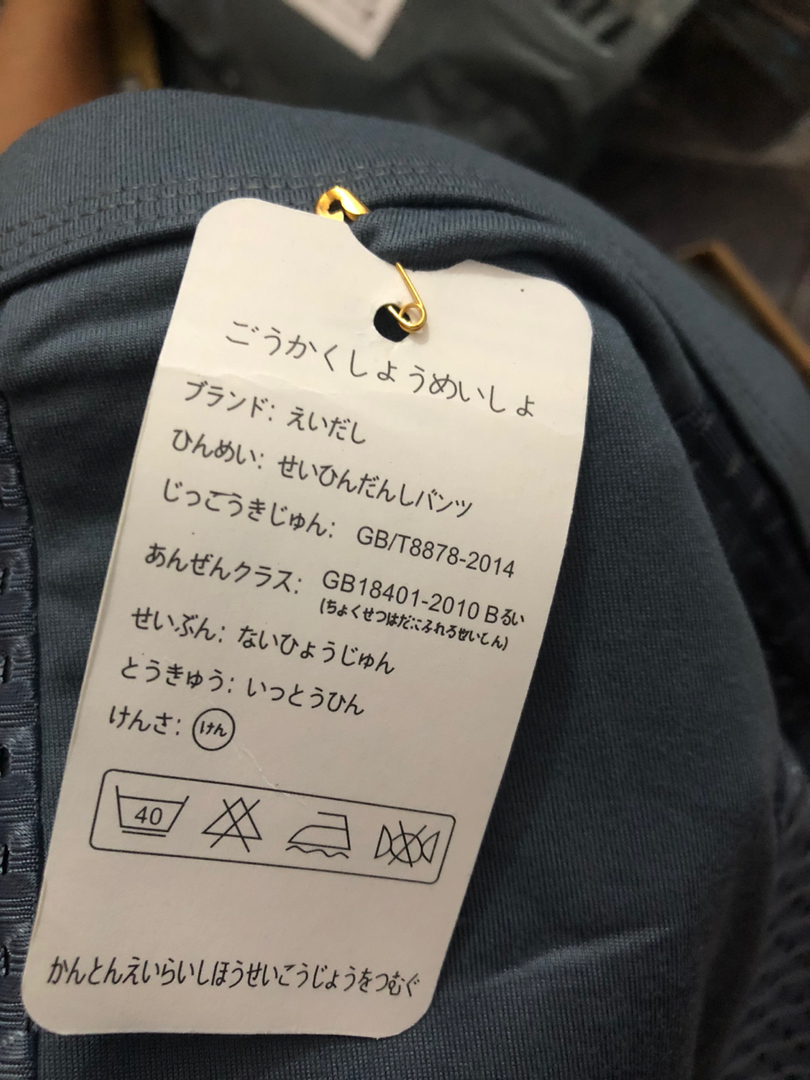 ごうかくしょうめいしょ
ブランド: えいだし
ひんめい: せいひんだんしパンツ
じっこうきじゅん: GB/T8878-2014
あんぜんクラス: GB18401-2010 Bるい
(ちょくせつはだにふれるせいしん)
せいぶん: ないひょうじゅん
とうきゅう: いっとうひん
けんさ: けん
40
かんとんえいらいしほうせいこうじょうをつむぐ